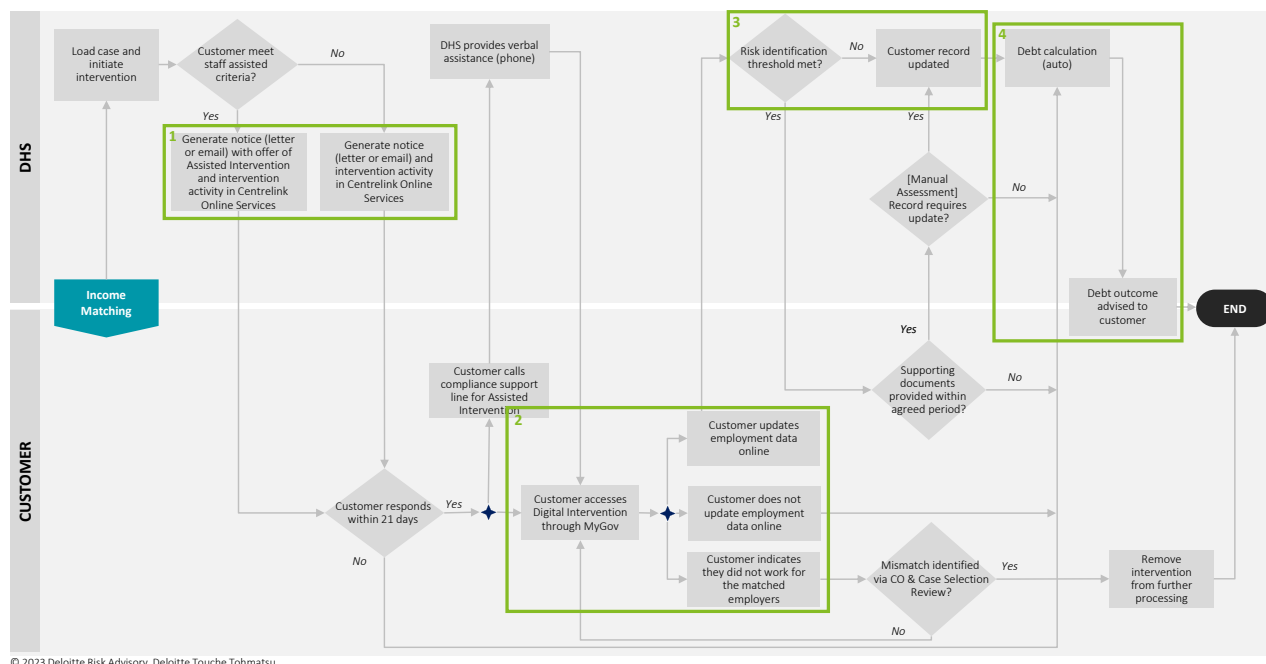 DHS
CUSTOMER
Load case and
initiate
intervention
Customer meet
staff assisted
criteria?
No
Yes
1
Generate notice (letter
or email) with offer of
Assisted Intervention
and intervention
activity in Centrelink
Online Services
Generate notice
(letter or email) and
intervention activity
in Centrelink Online
Services
Income
Matching
DHS provides verbal
assistance (phone)
3
Risk identification
threshold met?
No
Yes
Customer record
updated
Yes
[Manual
Assessment]
Record requires
update?
No
4
Debt calculation
(auto)
Debt outcome
advised to
customer
END
Yes
Supporting
documents
provided within
agreed period?
No
Customer calls
compliance support
line for Assisted
Intervention
2
Customer responds
within 21 days
Yes
No
Customer accesses
Digital Intervention
through MyGov
Customer updates
employment data
online
Customer does not
update employment
data online
Customer indicates
they did not work for
the matched
employers
Mismatch identified
via CO & Case Selection
Review?
Yes
No
Remove
intervention
from further
processing
© 2023 Deloitte Risk Advisory. Deloitte Touche Tohmatsu